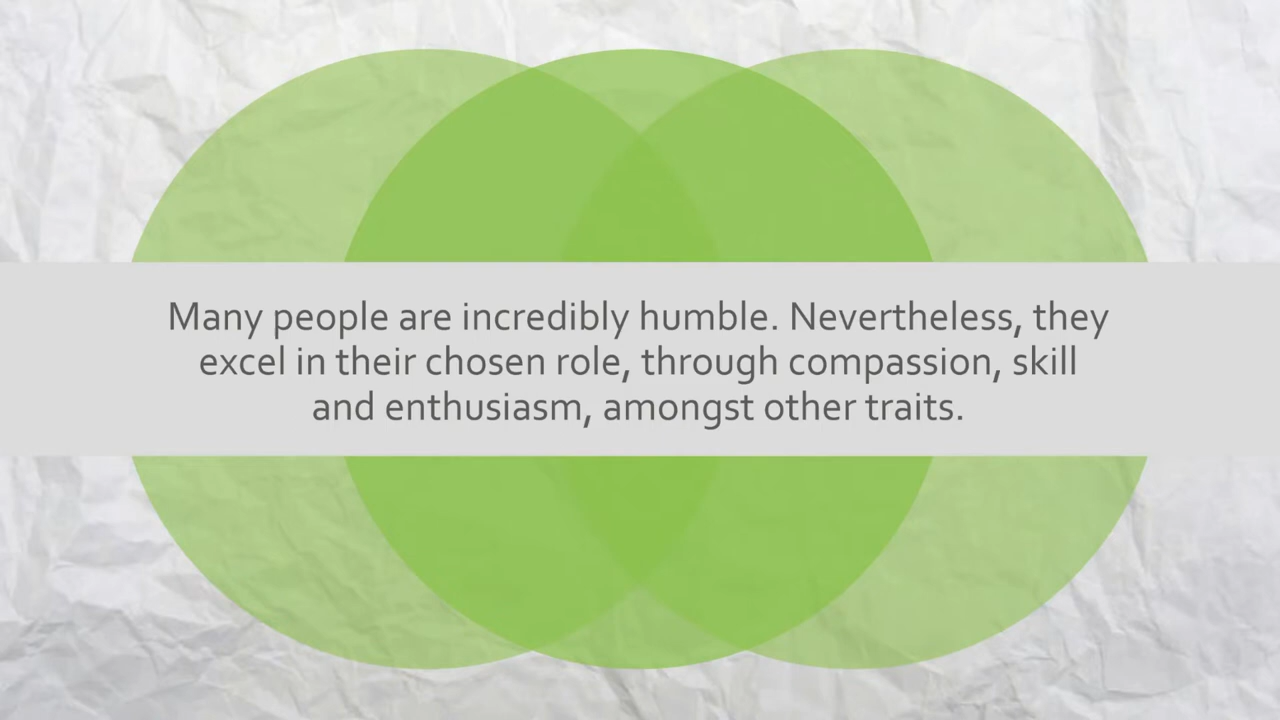 Many people are incredibly humble. Nevertheless, they
excel in their chosen role, through compassion, skill
and enthusiasm, amongst other traits.